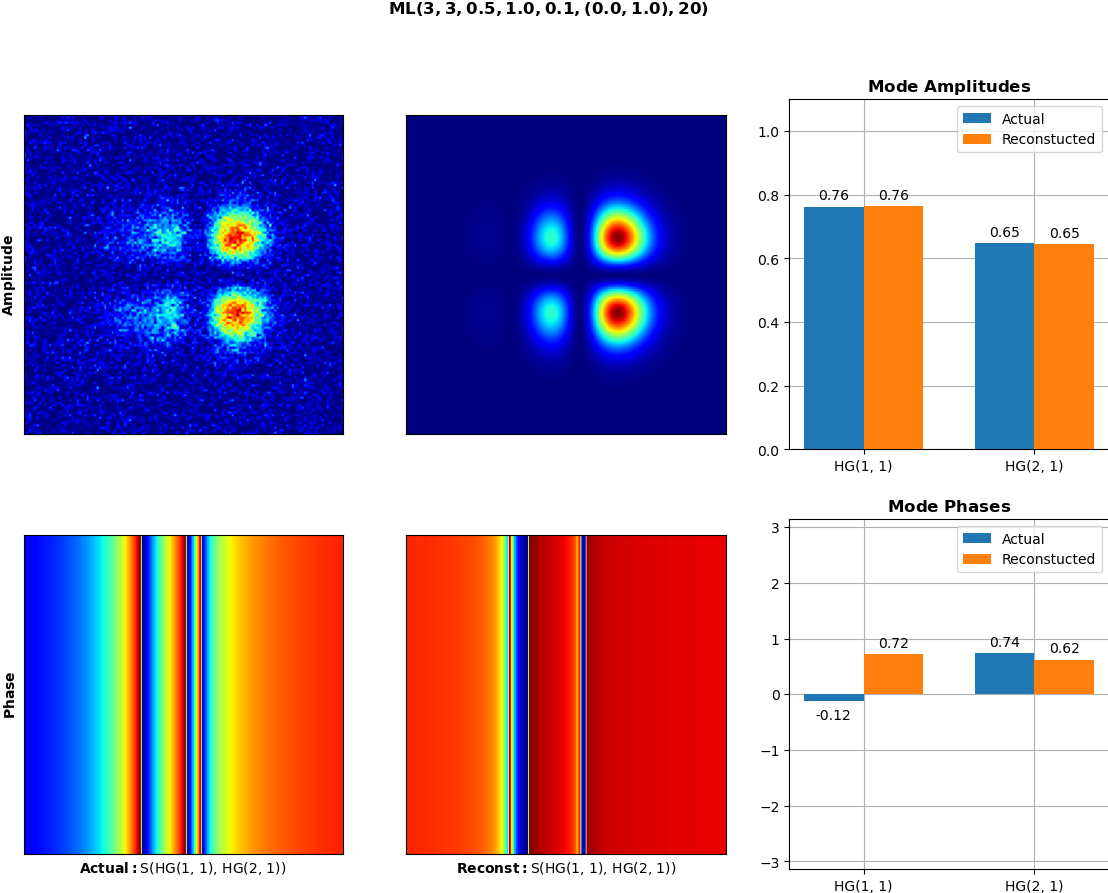 ML(3, 3, 0.5, 1.0, 0.1, (0.0, 1.0), 20)
Amplitude
Mode Amplitudes
Actual
Reconstucted
1.0
0.8
0.6
0.4
0.2
0.0
0.76
0.76
0.65
0.65
HG(1, 1)
HG(2, 1)
Phase
Actual:S(HG(1, 1), HG(2, 1))
Reconst:S(HG(1, 1), HG(2, 1))
Mode Phases
Actual
Reconstucted
3
2
1
0
−1
−2
−3
-0.12
0.72
0.74
0.62
HG(1, 1)
HG(2, 1)